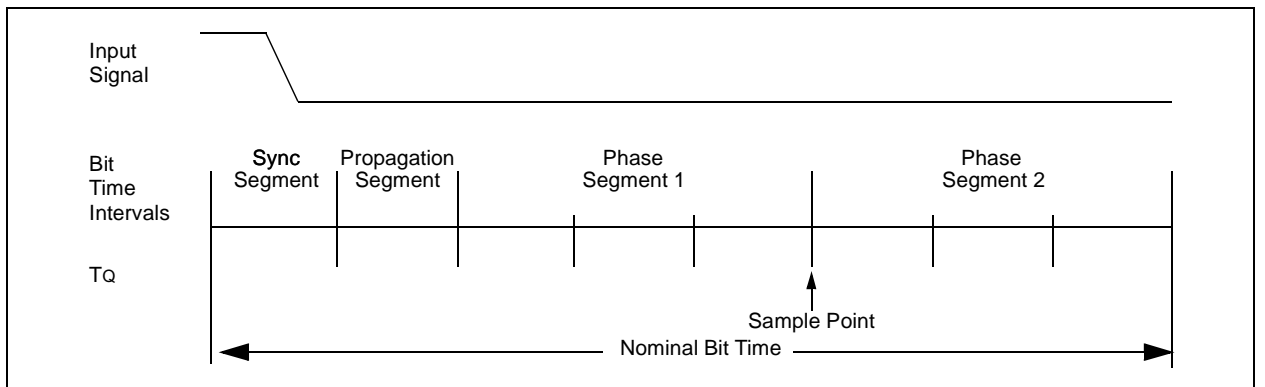 Input
Signal
Bit
Time
Intervals
Sync
Segment
Propagation
Segment
Phase
Segment 1
Phase
Segment 2
TQ
Sample Point
Nominal Bit Time